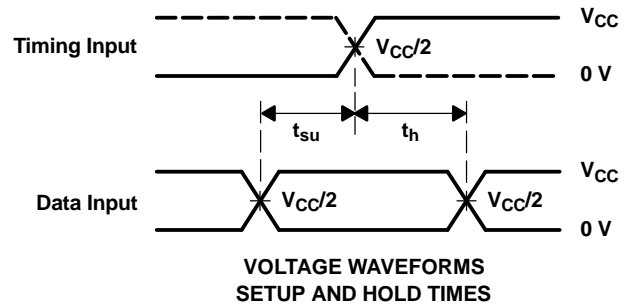 V_CC
Timing Input
V_CC/2
0 V
t_su
t_h
V_CC
Data Input
V_CC/2
V_CC/2
0 V
VOLTAGE WAVEFORMS
SETUP AND HOLD TIMES